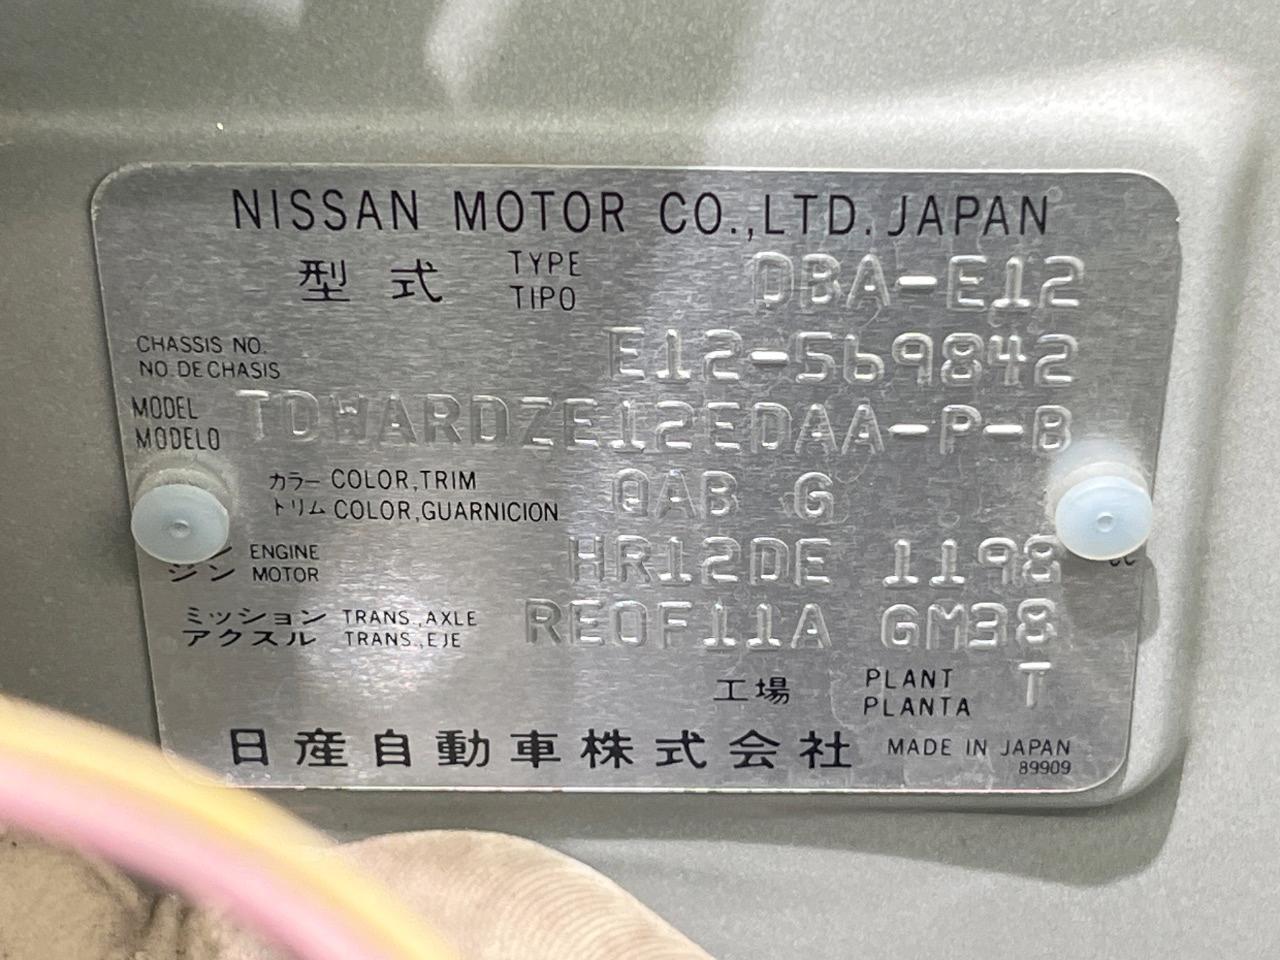 NISSAN MOTOR CO.,LTD. JAPAN
型式 TYPE TIPO DBA-E12
CHASSIS NO. NO. DE CHASIS E12-569842
MODEL MODELO TDWARDZE12EDAA-P-B
カラー COLOR,TRIM
トリム COLOR,GUARNICION QAB G
ENGINE
ジン MOTOR HR12DE 1198
ミッション TRANS.,AXLE
アクスル TRANS.,EJE RE0F11A GM38
工場 PLANT PLANTA T
日産自動車株式会社 MADE IN JAPAN
89909